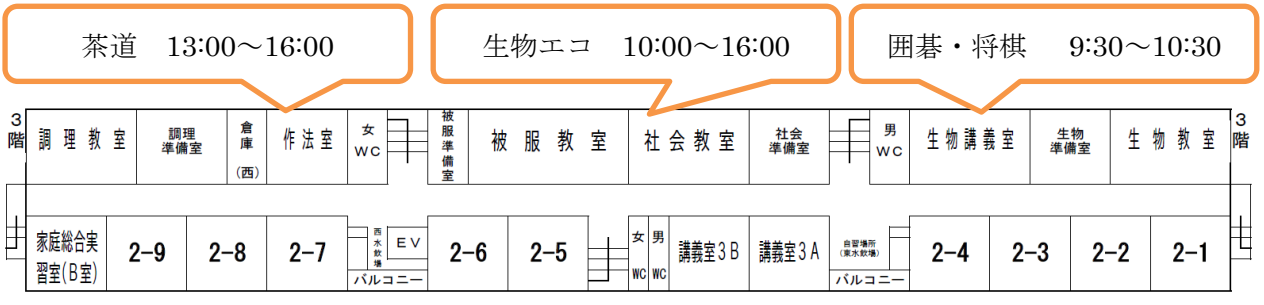 茶道　13:00～16:00
生物エコ　10:00～16:00
囲碁・将棋　9:30～10:30
3階
調理教室
調理準備室
倉庫(西)
作法室
女WC
被服準備室
被服教室
社会教室
社会準備室
男WC
生物講義室
生物準備室
生物教室
3階
家庭総合実
習室(B室)
2-9
2-8
2-7
西水飲場
EV
バルコニー
2-6
2-5
女WC
男WC
講義室3B
講義室3A
自習場所
(東水飲場)
バルコニー
2-4
2-3
2-2
2-1